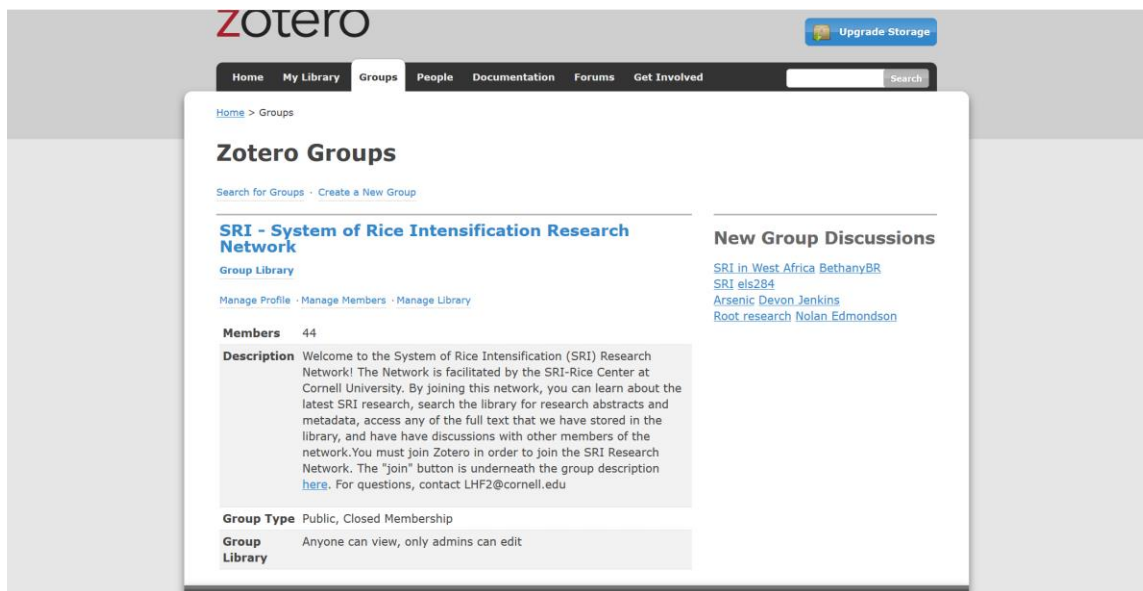 zotero
Upgrade Storage
Home My Library Groups People Documentation Forums Get Involved Search
Home > Groups
Zotero Groups
Search for Groups · Create a New Group
SRI - System of Rice Intensification Research
Network
Group Library
Manage Profile · Manage Members · Manage Library
Members 44
Description Welcome to the System of Rice Intensification (SRI) Research
Network! The Network is facilitated by the SRI-Rice Center at
Cornell University. By joining this network, you can learn about the
latest SRI research, search the library for research abstracts and
metadata, access any of the full text that we have stored in the
library, and have have discussions with other members of the
network.You must join Zotero in order to join the SRI Research
Network. The "join" button is underneath the group description
here. For questions, contact LHF2@cornell.edu
Group Type Public, Closed Membership
Group Anyone can view, only admins can edit
Library
New Group Discussions
SRI in West Africa BethanyBR
SRI els284
Arsenic Devon Jenkins
Root research Nolan Edmondson